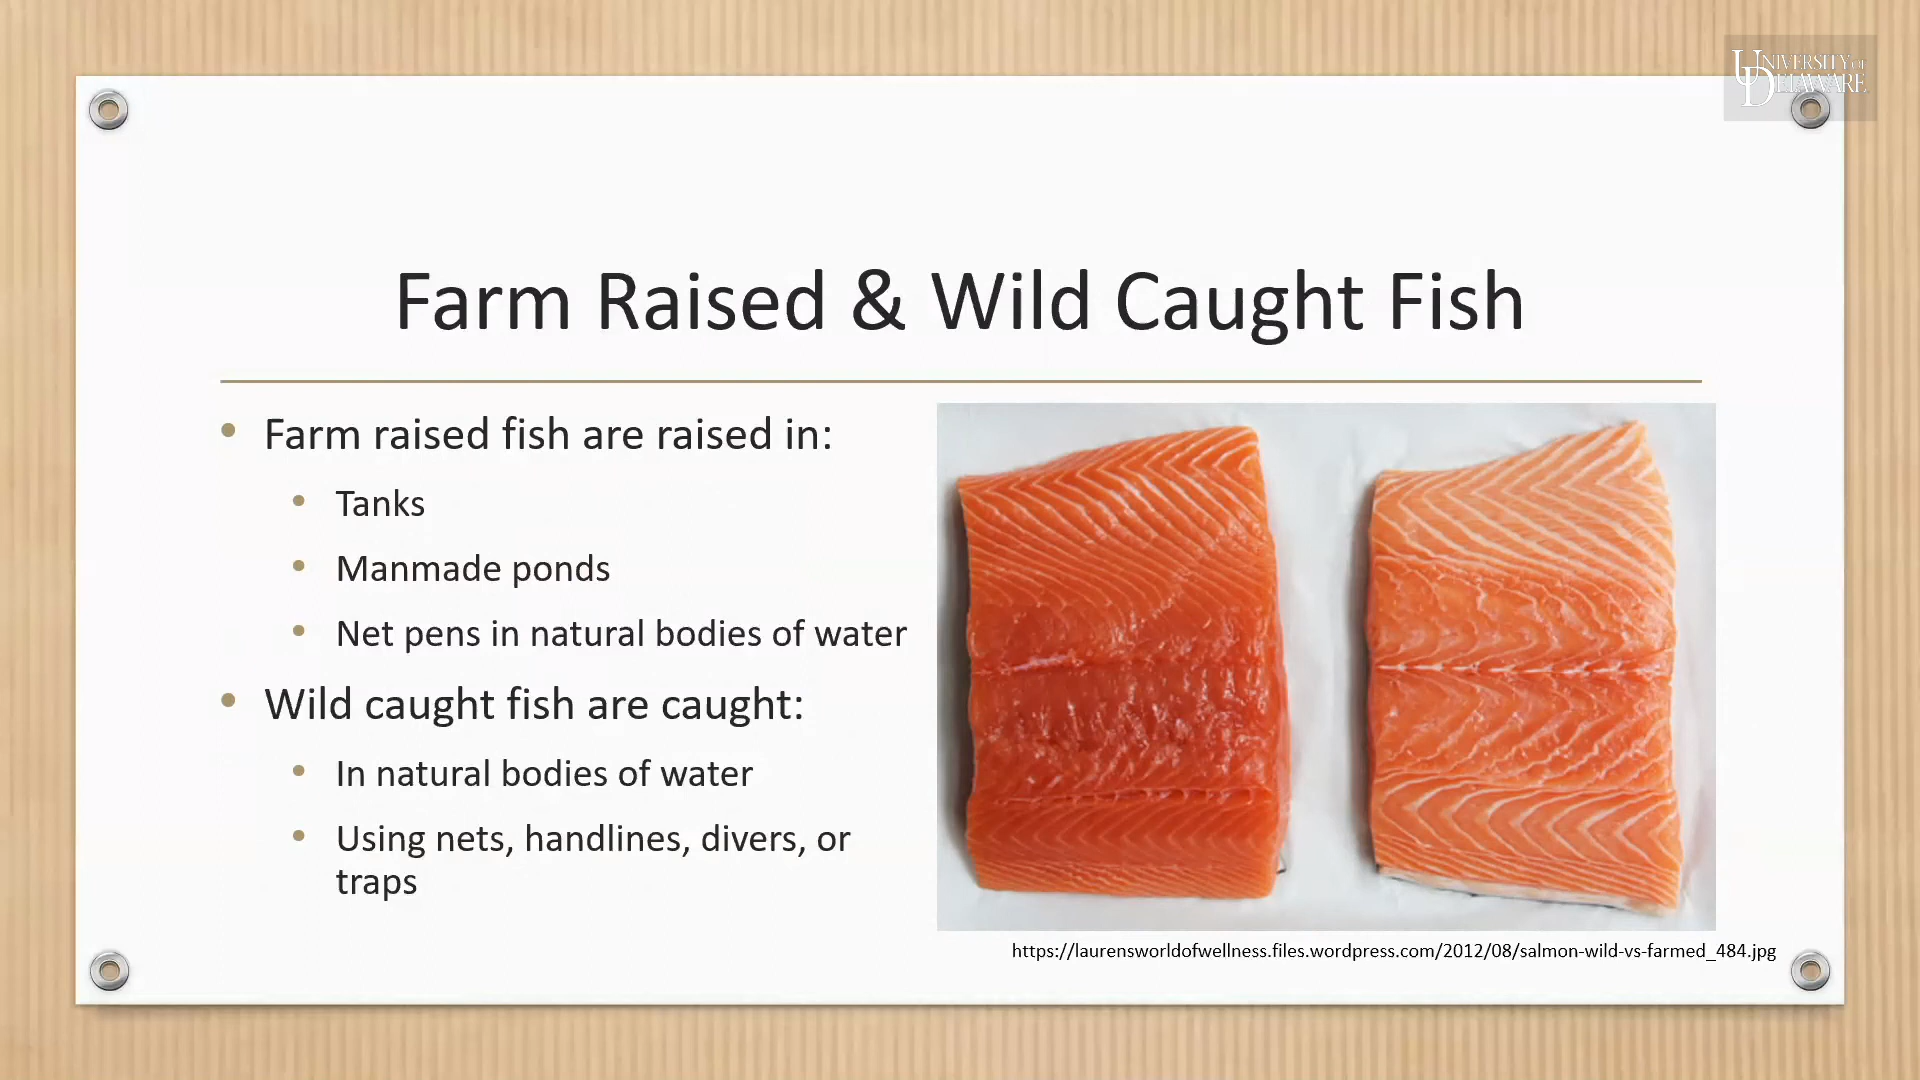 UNIVERSITY OF
DELAWARE
Farm Raised & Wild Caught Fish
• Farm raised fish are raised in:
• Tanks
• Manmade ponds
• Net pens in natural bodies of water
• Wild caught fish are caught:
• In natural bodies of water
• Using nets, handlines, divers, or
traps
https://laurensworldofwellness.files.wordpress.com/2012/08/salmon-wild-vs-farmed_484.jpg